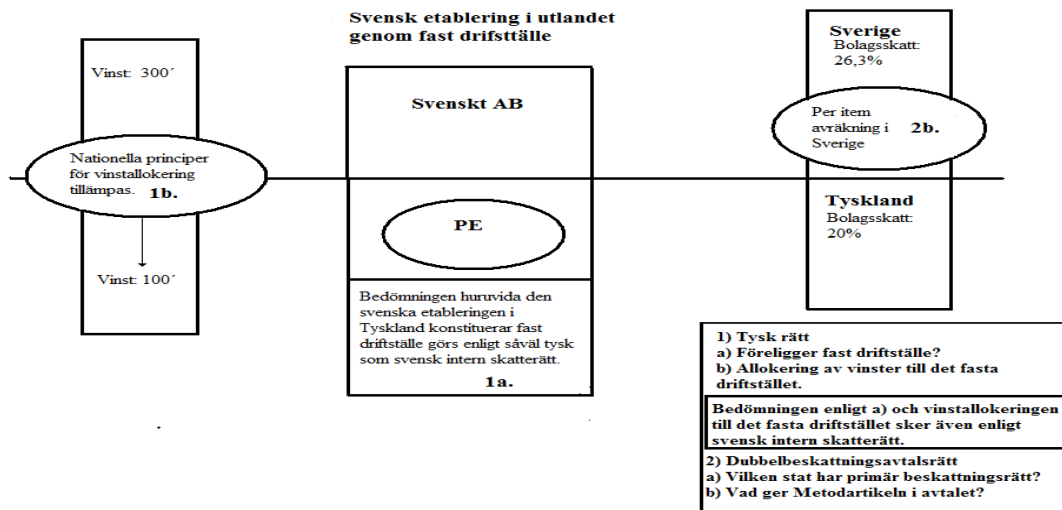 Svensk etablering i utlandet
genom fast drifsttälle
Vinst: 300´
Nationella principer
för vinstallokering
tillämpas. 1b.
Vinst: 100´
Svenskt AB
PE
Bedömningen huruvida den
svenska etableringen i
Tyskland konstituerar fast
driftställe görs enligt såväl tysk
som svensk intern skatterätt.
1a.
Sverige
Bolagsskatt:
26,3%
Per item
avräkning i 2b.
Sverige
Tyskland
Bolagsskatt:
20%
1) Tysk rätt
a) Föreligger fast driftställe?
b) Allokering av vinster till det fasta
driftstället.
Bedömningen enligt a) och vinstallokeringen
till det fasta driftstället sker även enligt
svensk intern skatterätt.
2) Dubbelbeskattningsavtalsrätt
a) Vilken stat har primär beskattningsrätt?
b) Vad ger Metodartikeln i avtalet?